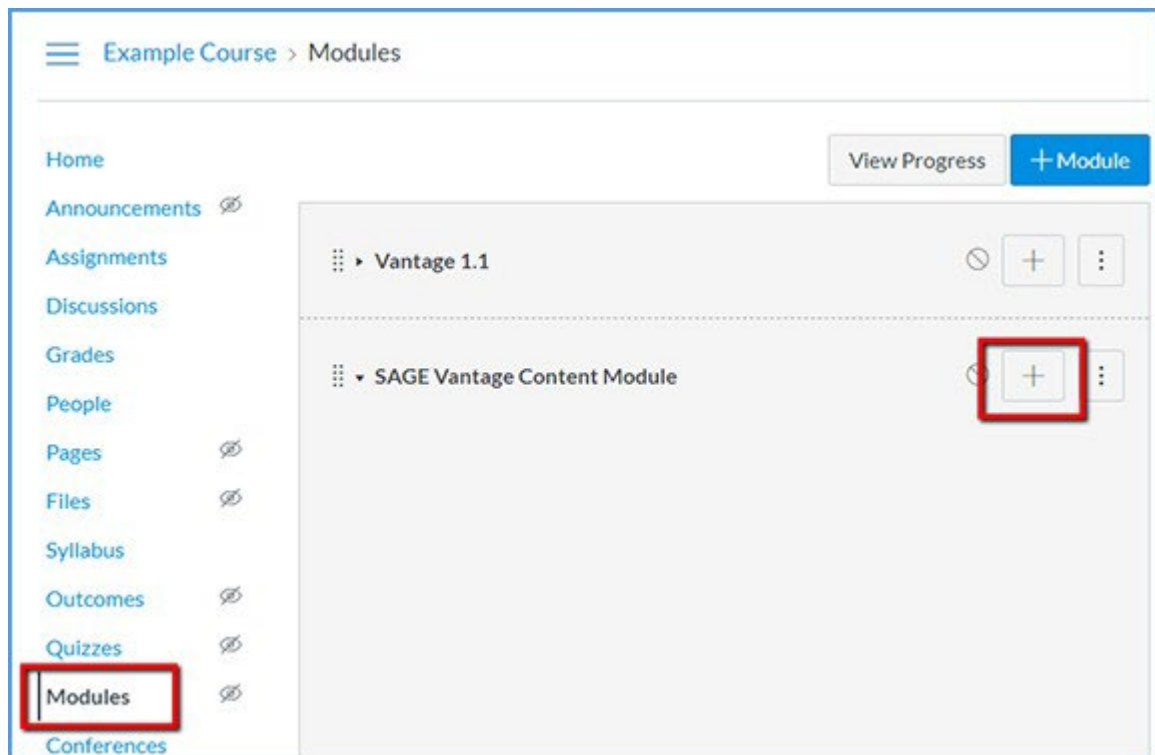 Example Course > Modules
Home
View Progress
+ Module
Announcements
Assignments
Vantage 1.1
Discussions
Grades
SAGE Vantage Content Module
People
Pages
Files
Syllabus
Outcomes
Quizzes
Modules
Conferences